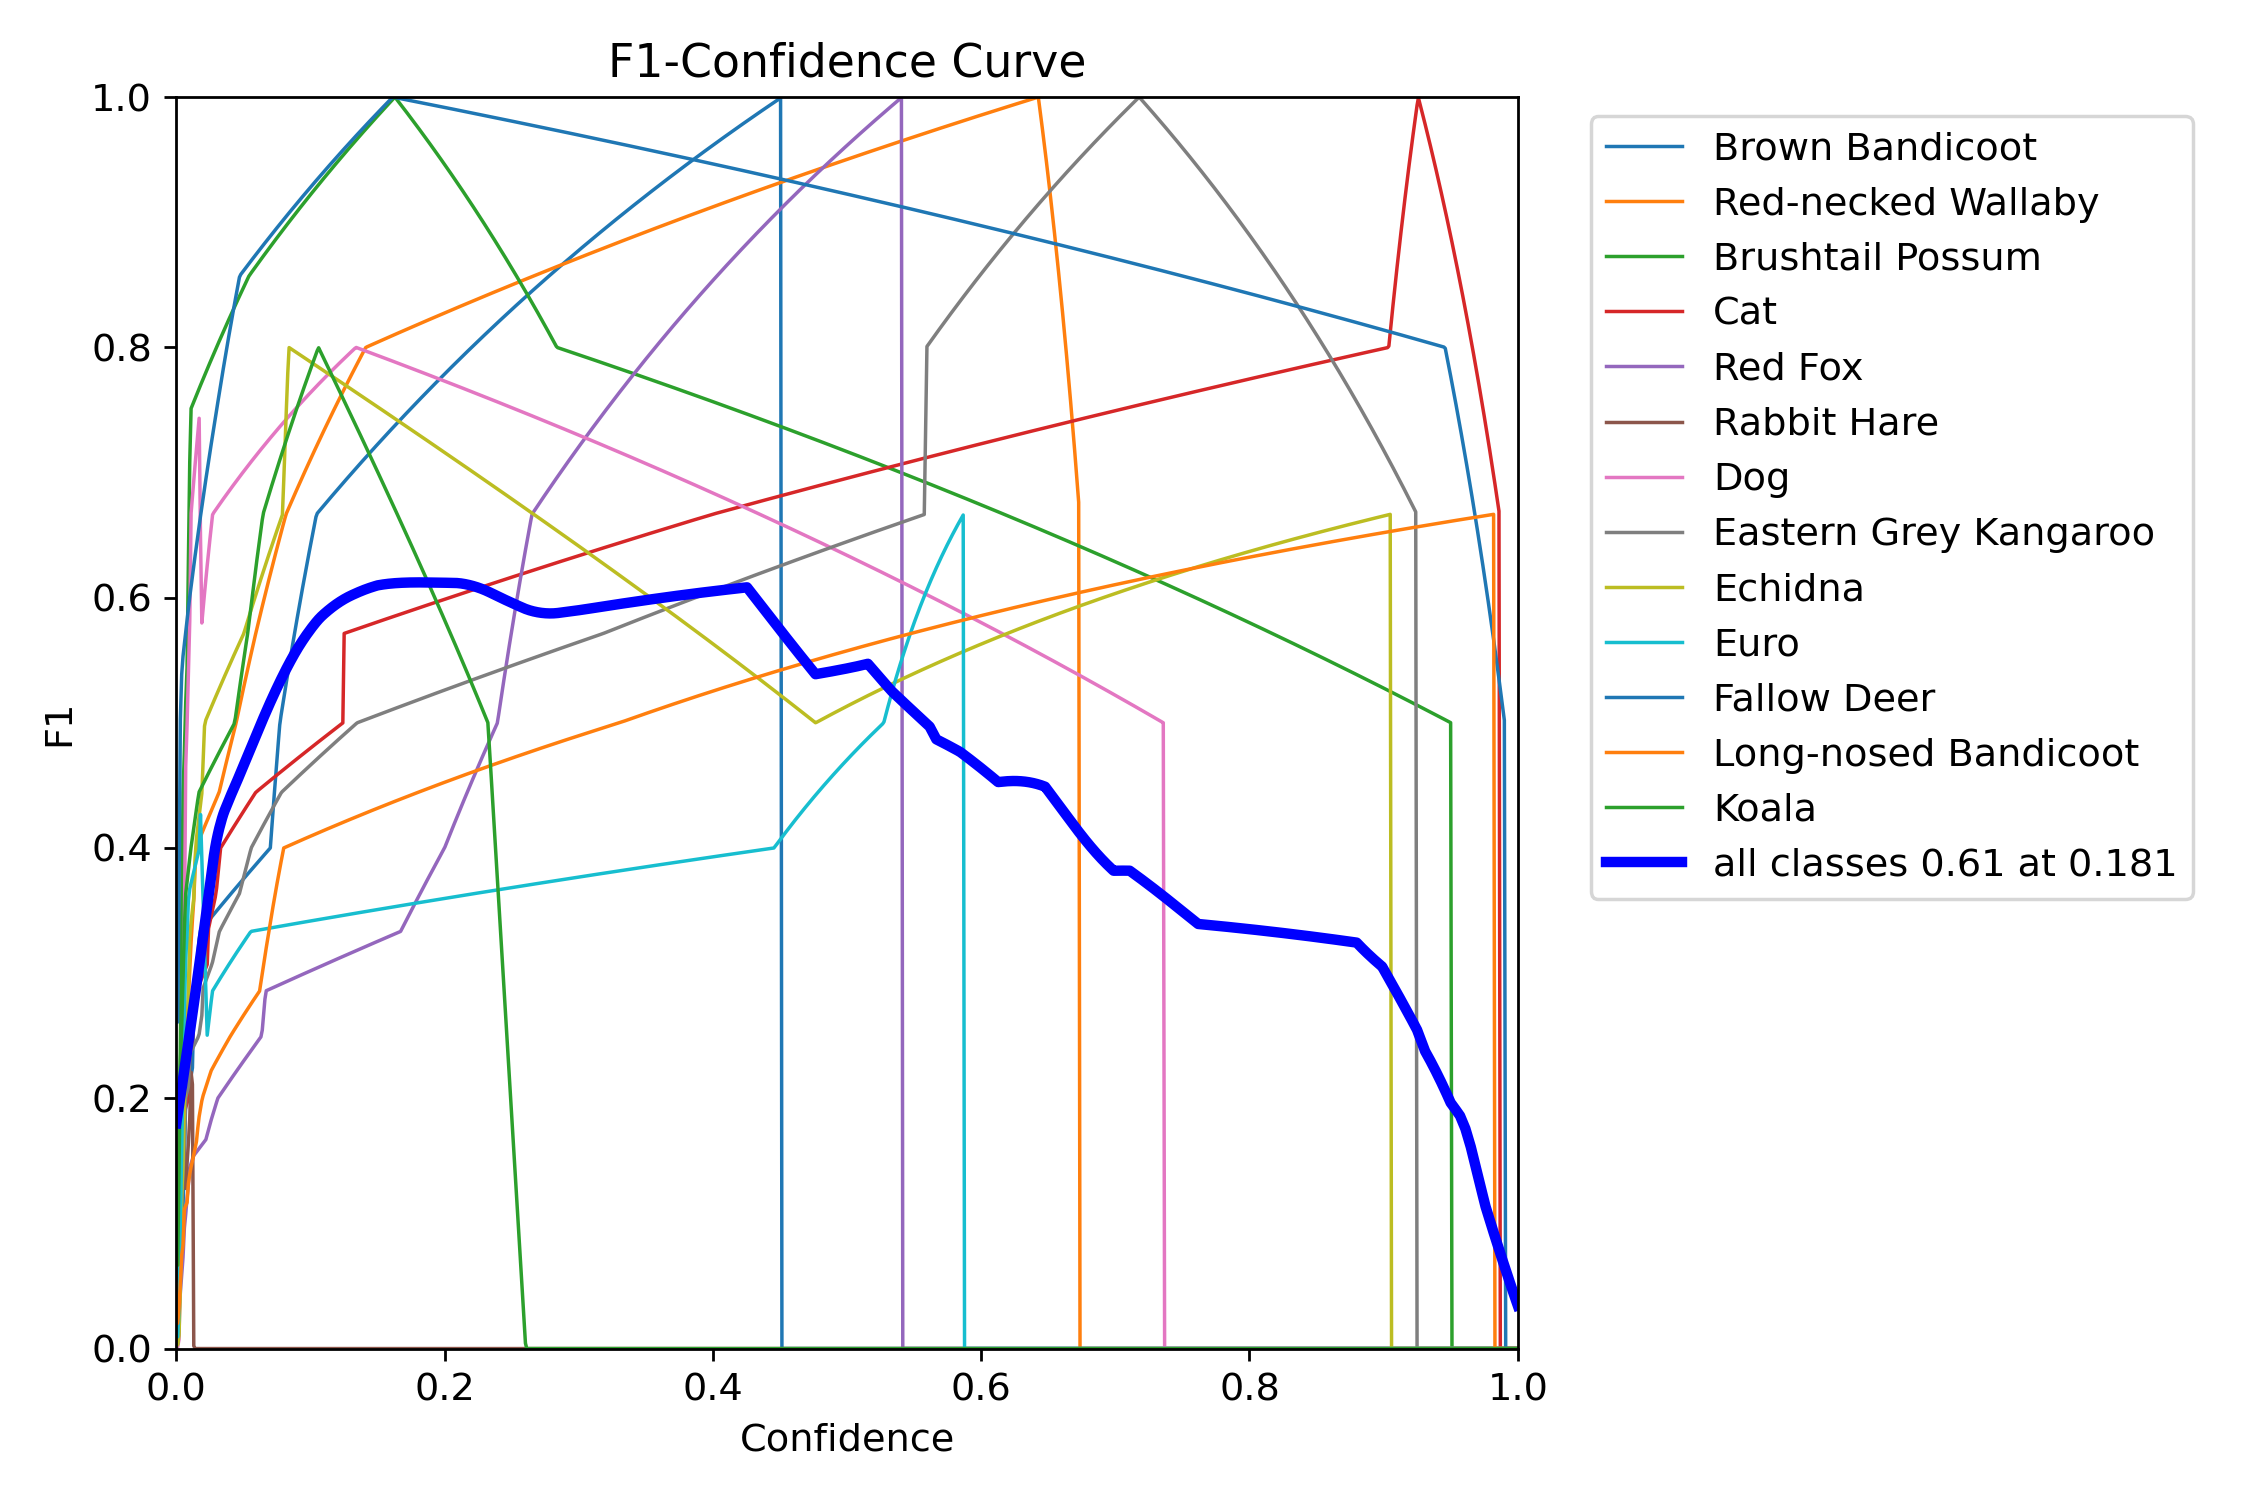 F1-Confidence Curve
1.0
0.8
0.6
0.4
0.2
0.0
F1
0.0 0.2 0.4 0.6 0.8 1.0
Confidence
Brown Bandicoot
Red-necked Wallaby
Brushtail Possum
Cat
Red Fox
Rabbit Hare
Dog
Eastern Grey Kangaroo
Echidna
Euro
Fallow Deer
Long-nosed Bandicoot
Koala
all classes 0.61 at 0.181